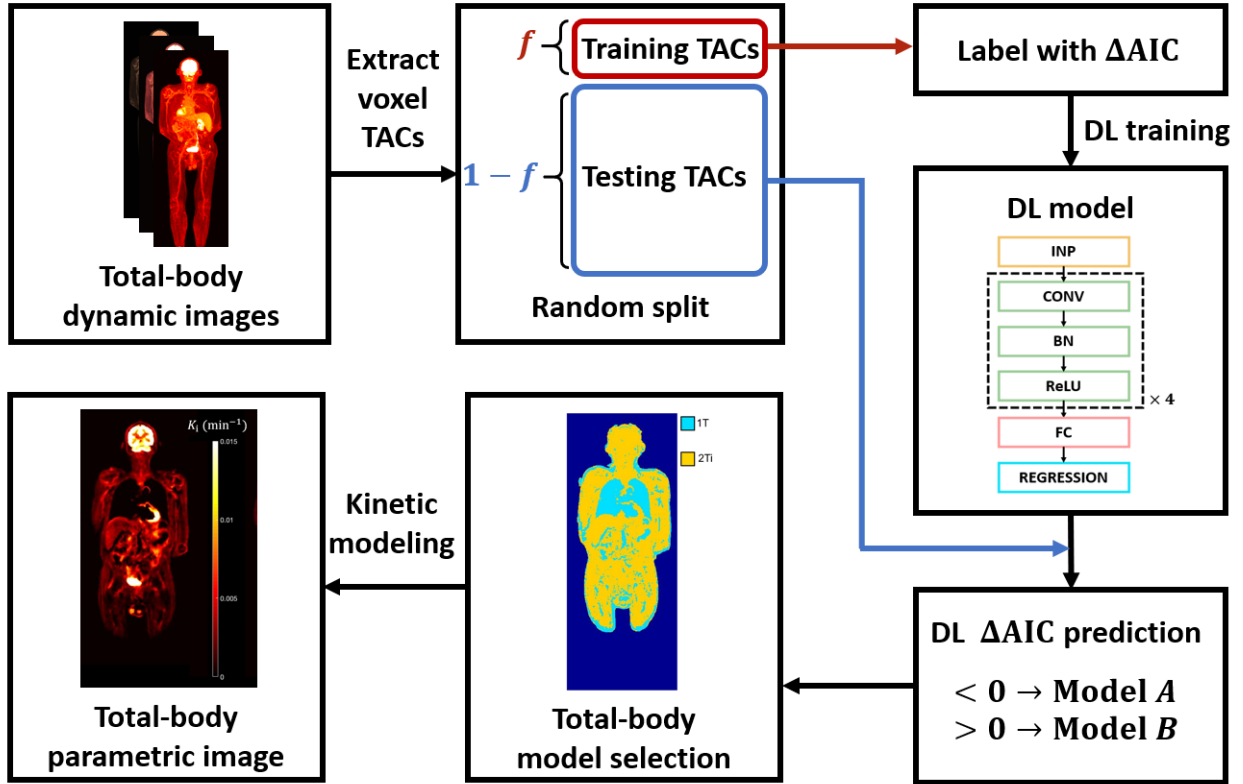 Total-body
dynamic images
Extract
voxel
TACs
f
Training TACs
1 − f
Testing TACs
Random split
Label with ΔAIC
DL training
DL model
INP
CONV
BN
ReLU
× 4
FC
REGRESSION
DL ΔAIC prediction
< 0 → Model A
> 0 → Model B
1T
2Ti
Total-body
model selection
Kinetic
modeling
Ki (min⁻¹)
0.015
0.01
0.005
0
Total-body
parametric image